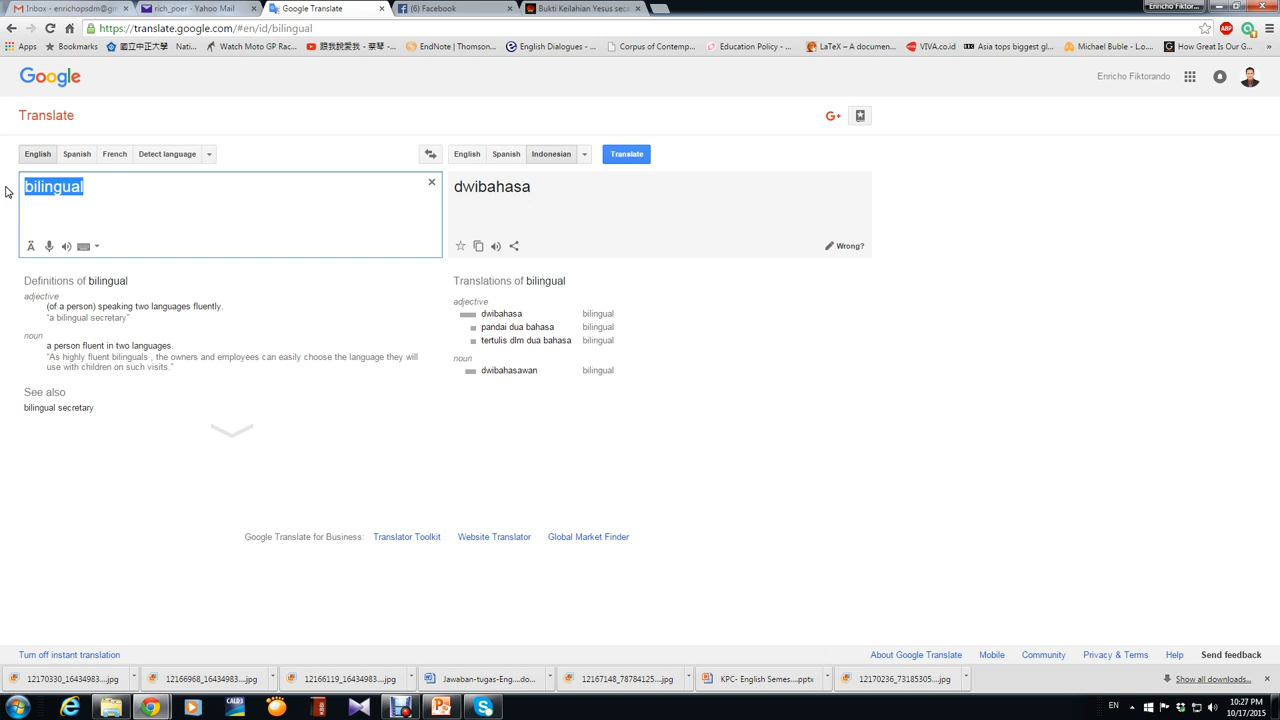 Inbox - enrichopsdm@gm
rich_poer - Yahoo Mail
Google Translate
(6) Facebook
Bukti Keilahian Yesus seca
Enricho Fiktor...
https://translate.google.com/#en/id/bilingual
Apps
Bookmarks
國立中正大學 Nati...
Watch Moto GP Rac...
跟我說愛我 - 蔡琴 -
EndNote | Thomson...
English Dialogues - ...
Corpus of Contemp...
Education Policy - ...
LaTeX – A documen...
VIVA.co.id
Asia tops biggest gl...
Michael Buble - Lo....
How Great Is Our G...
»
Google
Enricho Fiktorando
Translate
G+
English Spanish French Detect language
English Spanish Indonesian Translate
bilingual
dwibahasa
Ä
Wrong?
Definitions of bilingual
adjective
(of a person) speaking two languages fluently.
"a bilingual secretary"
noun
a person fluent in two languages.
"As highly fluent bilinguals , the owners and employees can easily choose the language they will
use with children on such visits."
See also
bilingual secretary
Translations of bilingual
adjective
dwibahasa bilingual
pandai dua bahasa bilingual
tertulis dlm dua bahasa bilingual
noun
dwibahasawan bilingual
Google Translate for Business: Translator Toolkit Website Translator Global Market Finder
Turn off instant translation
About Google Translate Mobile Community Privacy & Terms Help Send feedback
12170330_16434983....jpg
12166968_16434983....jpg
12166119_16434983....jpg
Jawaban-tugas-Eng....do...
12167148_78784125....jpg
KPC- English Semes....pptx
12170236_73185305....jpg
Show all downloads...
CALD3
EN
10:27 PM
10/17/2015